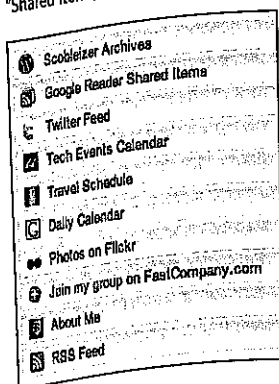 "Shared Item
Scobleizer Archives
Google Reader Shared Items
Twitter Feed
Tech Events Calendar
Travel Schedule
Daily Calendar
Photos on Flickr
Join my group on FastCompany.com
About Me
RSS Feed